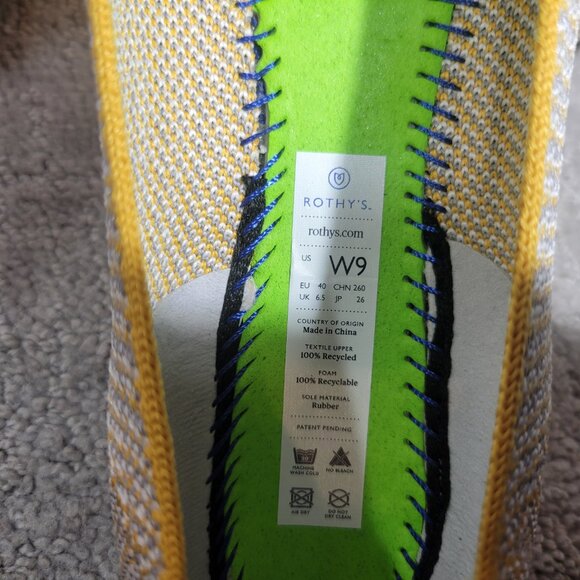 ROTHY'S™
rothys.com
US W9
EU 40 CHN 260
UK 6.5 JP 26
COUNTRY OF ORIGIN
Made in China
TEXTILE UPPER
100% Recycled
FOAM
100% Recyclable
SOLE MATERIAL
Rubber
PATENT PENDING
MACHINE WASH COLD
NO BLEACH
AIR DRY
DO NOT DRY CLEAN